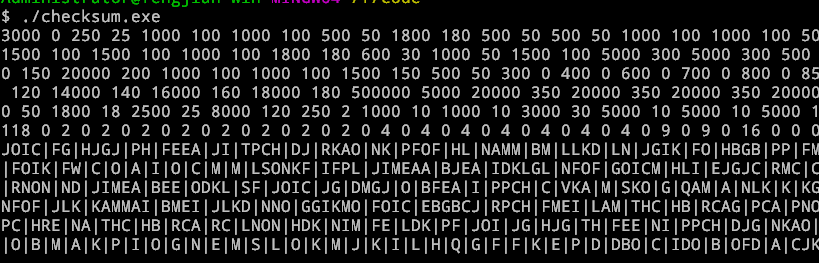 Administrator@fengjian-win MINGW64 /f/code
$ ./checksum.exe
3000 0 250 25 1000 100 1000 100 500 50 1800 180 500 50 500 50 1000 100 1000 100 50
1500 100 1500 100 1000 100 1800 180 600 30 1000 50 1000 50 5000 300 5000 300 500
0 150 20000 200 1000 100 1000 100 1500 150 500 50 300 0 400 0 600 0 700 0 800 0 85
120 14000 140 16000 160 18000 180 500000 5000 20000 350 20000 350 20000 350 20000
0 50 1800 18 2500 25 8000 120 250 2 1000 10 1000 10 3000 30 5000 10 5000 10 5000 1
118 0 2 0 2 0 2 0 2 0 2 0 2 0 2 0 4 0 4 0 4 0 4 0 4 0 4 0 4 0 4 0 9 0 9 0 16 0 0 0
JOIC|FG|HJGJ|PH|FEEA|JI|TPCH|DJ|RKAO|NK|PFOF|HL|NAMM|BM|LLKD|LN|JGIK|FO|HBGB|PP|FM
|FOIK|FW|C|O|A|I|O|C|M|M|LSONKF|IFPL|JIMEAA|BJEA|IDKLGL|NFOF|GOICM|HLI|EJGJC|RMC|C
|RNON|ND|JIMEA|BEE|ODKL|SF|JOIC|JG|DMGJ|O|BFEA|I|PPCH|C|VKA|M|SKO|G|QAM|A|NLK|K|KG
NFOF|JLK|KAMMAI|BMEI|JLKD|NNO|GGIKMO|FOIC|EBGBCJ|RPCH|FMEI|LAM|THC|HB|RCAG|PCA|PNO
PC|HRE|NA|THC|HB|RCA|RC|LNON|HDK|NIM|FE|LDK|PF|JOI|JG|HJG|TH|FEE|NI|PPCH|DJG|NKAO|
|O|B|M|A|K|P|I|O|G|N|E|M|S|L|O|K|M|J|K|I|L|H|Q|G|F|F|K|E|P|D|DBO|C|IDO|B|OFD|A|CJK